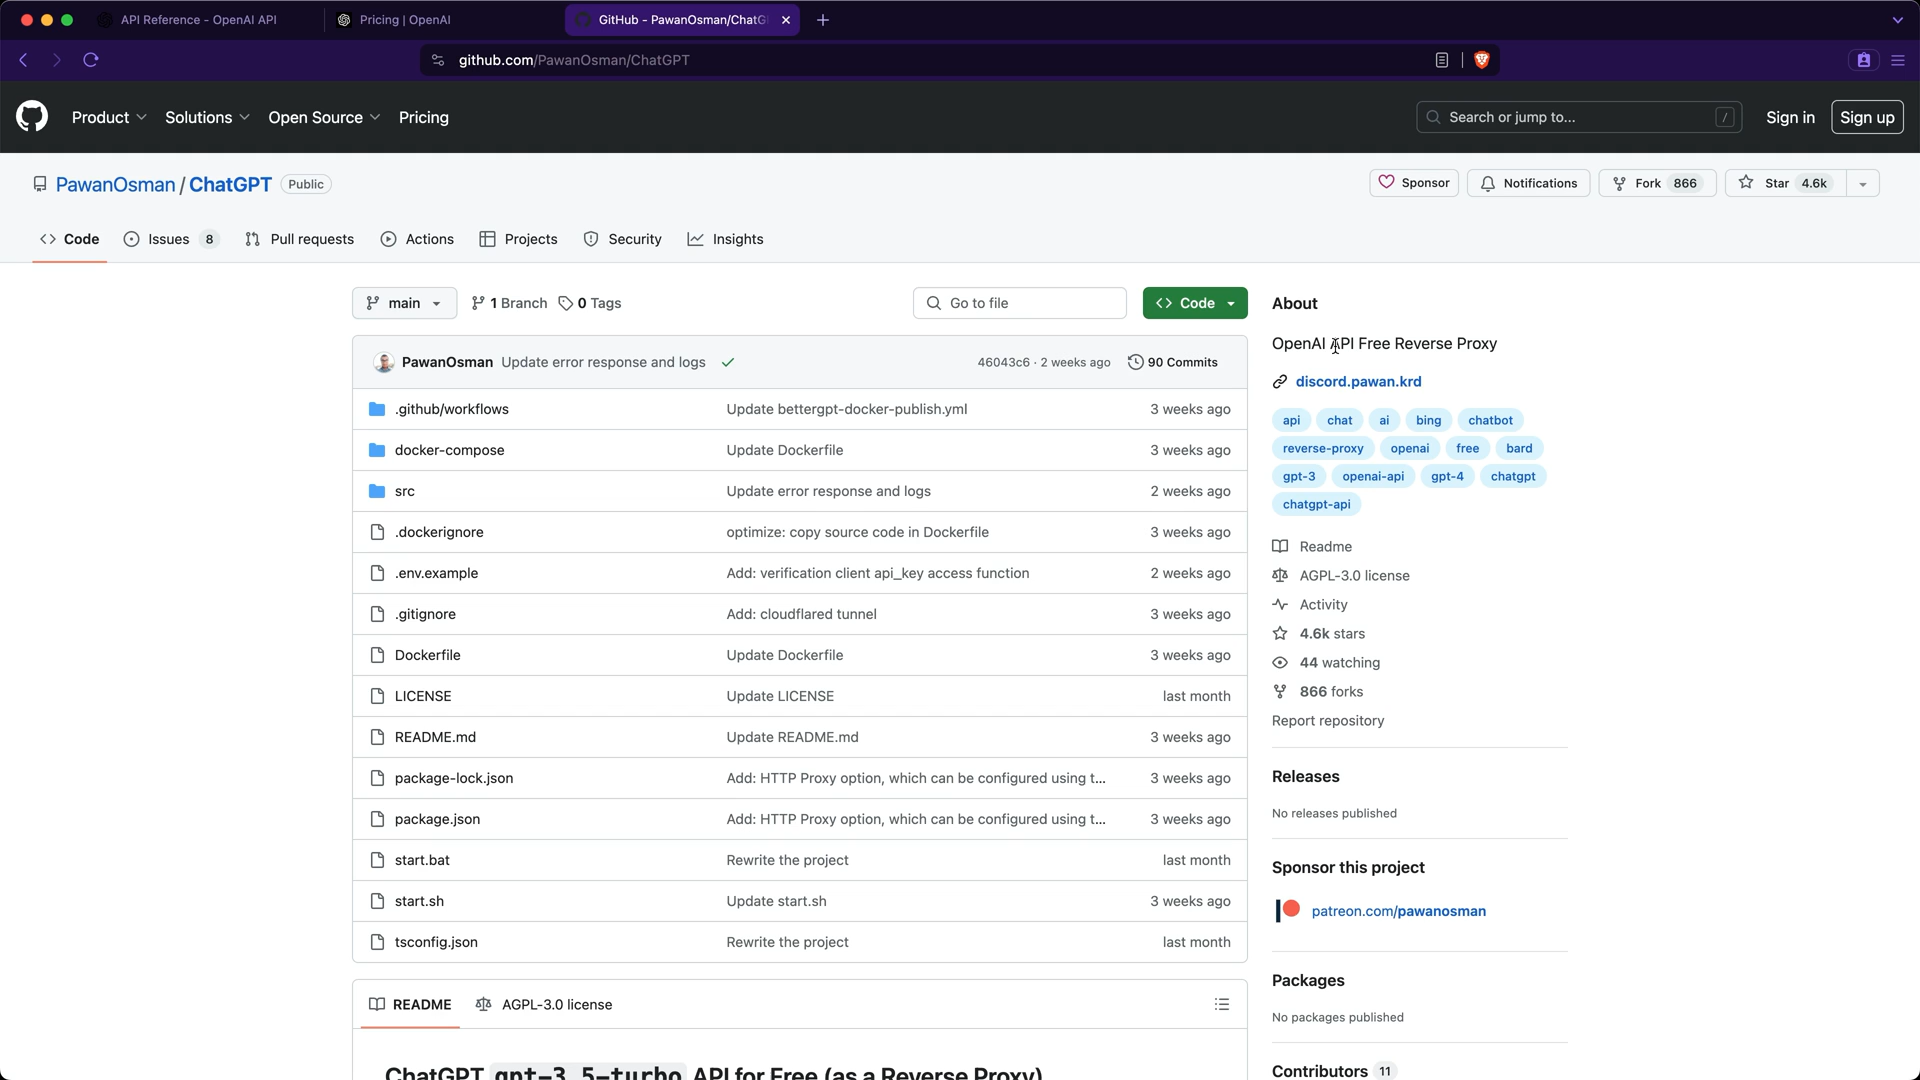 API Reference - OpenAI API
Pricing | OpenAI
GitHub - PawanOsman/ChatG
github.com/PawanOsman/ChatGPT
Product Solutions Open Source Pricing
Search or jump to... /
Sign in
Sign up
PawanOsman / ChatGPT Public
Sponsor
Notifications
Fork 866
Star 4.6k
Code
Issues 8
Pull requests
Actions
Projects
Security
Insights
main
1 Branch
0 Tags
Go to file
Code
PawanOsman Update error response and logs 46043c6 · 2 weeks ago 90 Commits
.github/workflows Update bettergpt-docker-publish.yml 3 weeks ago
docker-compose Update Dockerfile 3 weeks ago
src Update error response and logs 2 weeks ago
.dockerignore optimize: copy source code in Dockerfile 3 weeks ago
.env.example Add: verification client api_key access function 2 weeks ago
.gitignore Add: cloudflared tunnel 3 weeks ago
Dockerfile Update Dockerfile 3 weeks ago
LICENSE Update LICENSE last month
README.md Update README.md 3 weeks ago
package-lock.json Add: HTTP Proxy option, which can be configured using t... 3 weeks ago
package.json Add: HTTP Proxy option, which can be configured using t... 3 weeks ago
start.bat Rewrite the project last month
start.sh Update start.sh 3 weeks ago
tsconfig.json Rewrite the project last month
README
AGPL-3.0 license
ChatGPT gpt-3.5-turbo API for Free (as a Reverse Proxy)
About
OpenAI API Free Reverse Proxy
discord.pawan.krd
api chat ai bing chatbot
reverse-proxy openai free bard
gpt-3 openai-api gpt-4 chatgpt
chatgpt-api
Readme
AGPL-3.0 license
Activity
4.6k stars
44 watching
866 forks
Report repository
Releases
No releases published
Sponsor this project
patreon.com/pawanosman
Packages
No packages published
Contributors 11